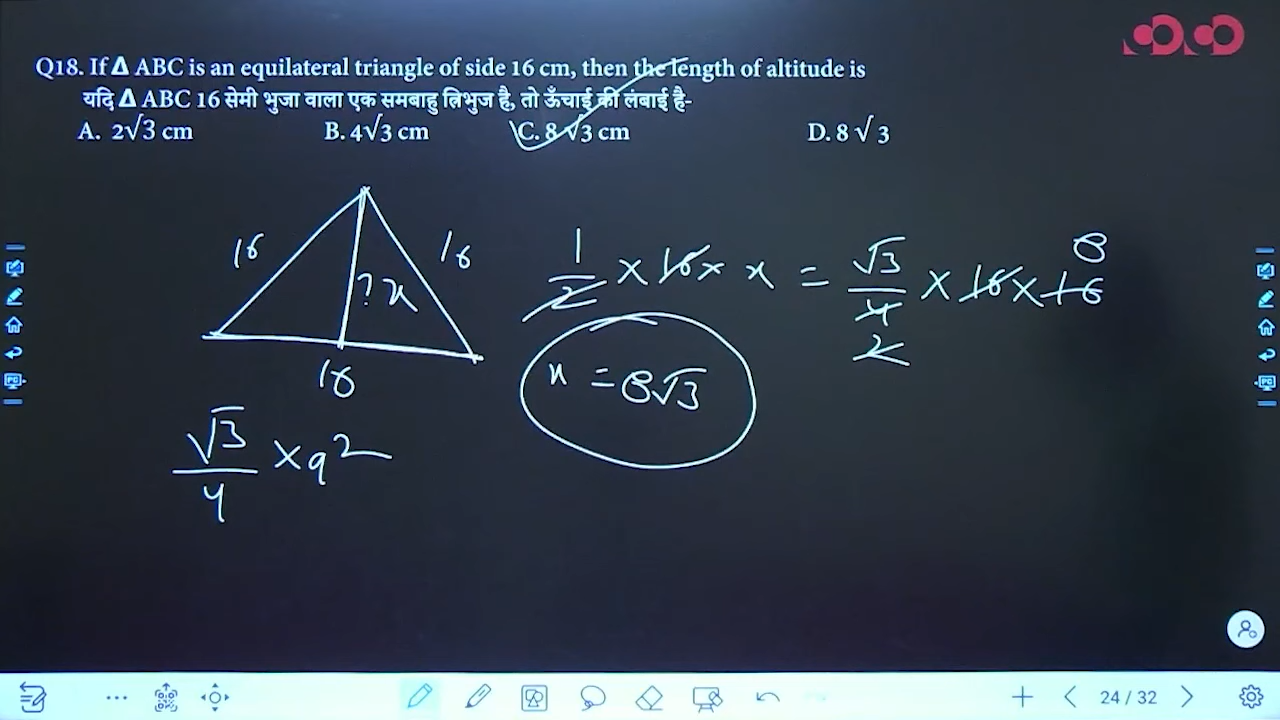 Q18. If Δ ABC is an equilateral triangle of side 16 cm, then the length of altitude is
यदि Δ ABC 16 सेमी भुजा वाला एक समबाहु त्रिभुज है, तो ऊँचाई की लंबाई है-
A. 2√3 cm B. 4√3 cm C. 8√3 cm D. 8√3
16 16
? x
16
1/2 × 16 × x = √3/4 × 16 × 16
8
2
x = 8√3
√3/4 × a²
24 / 32